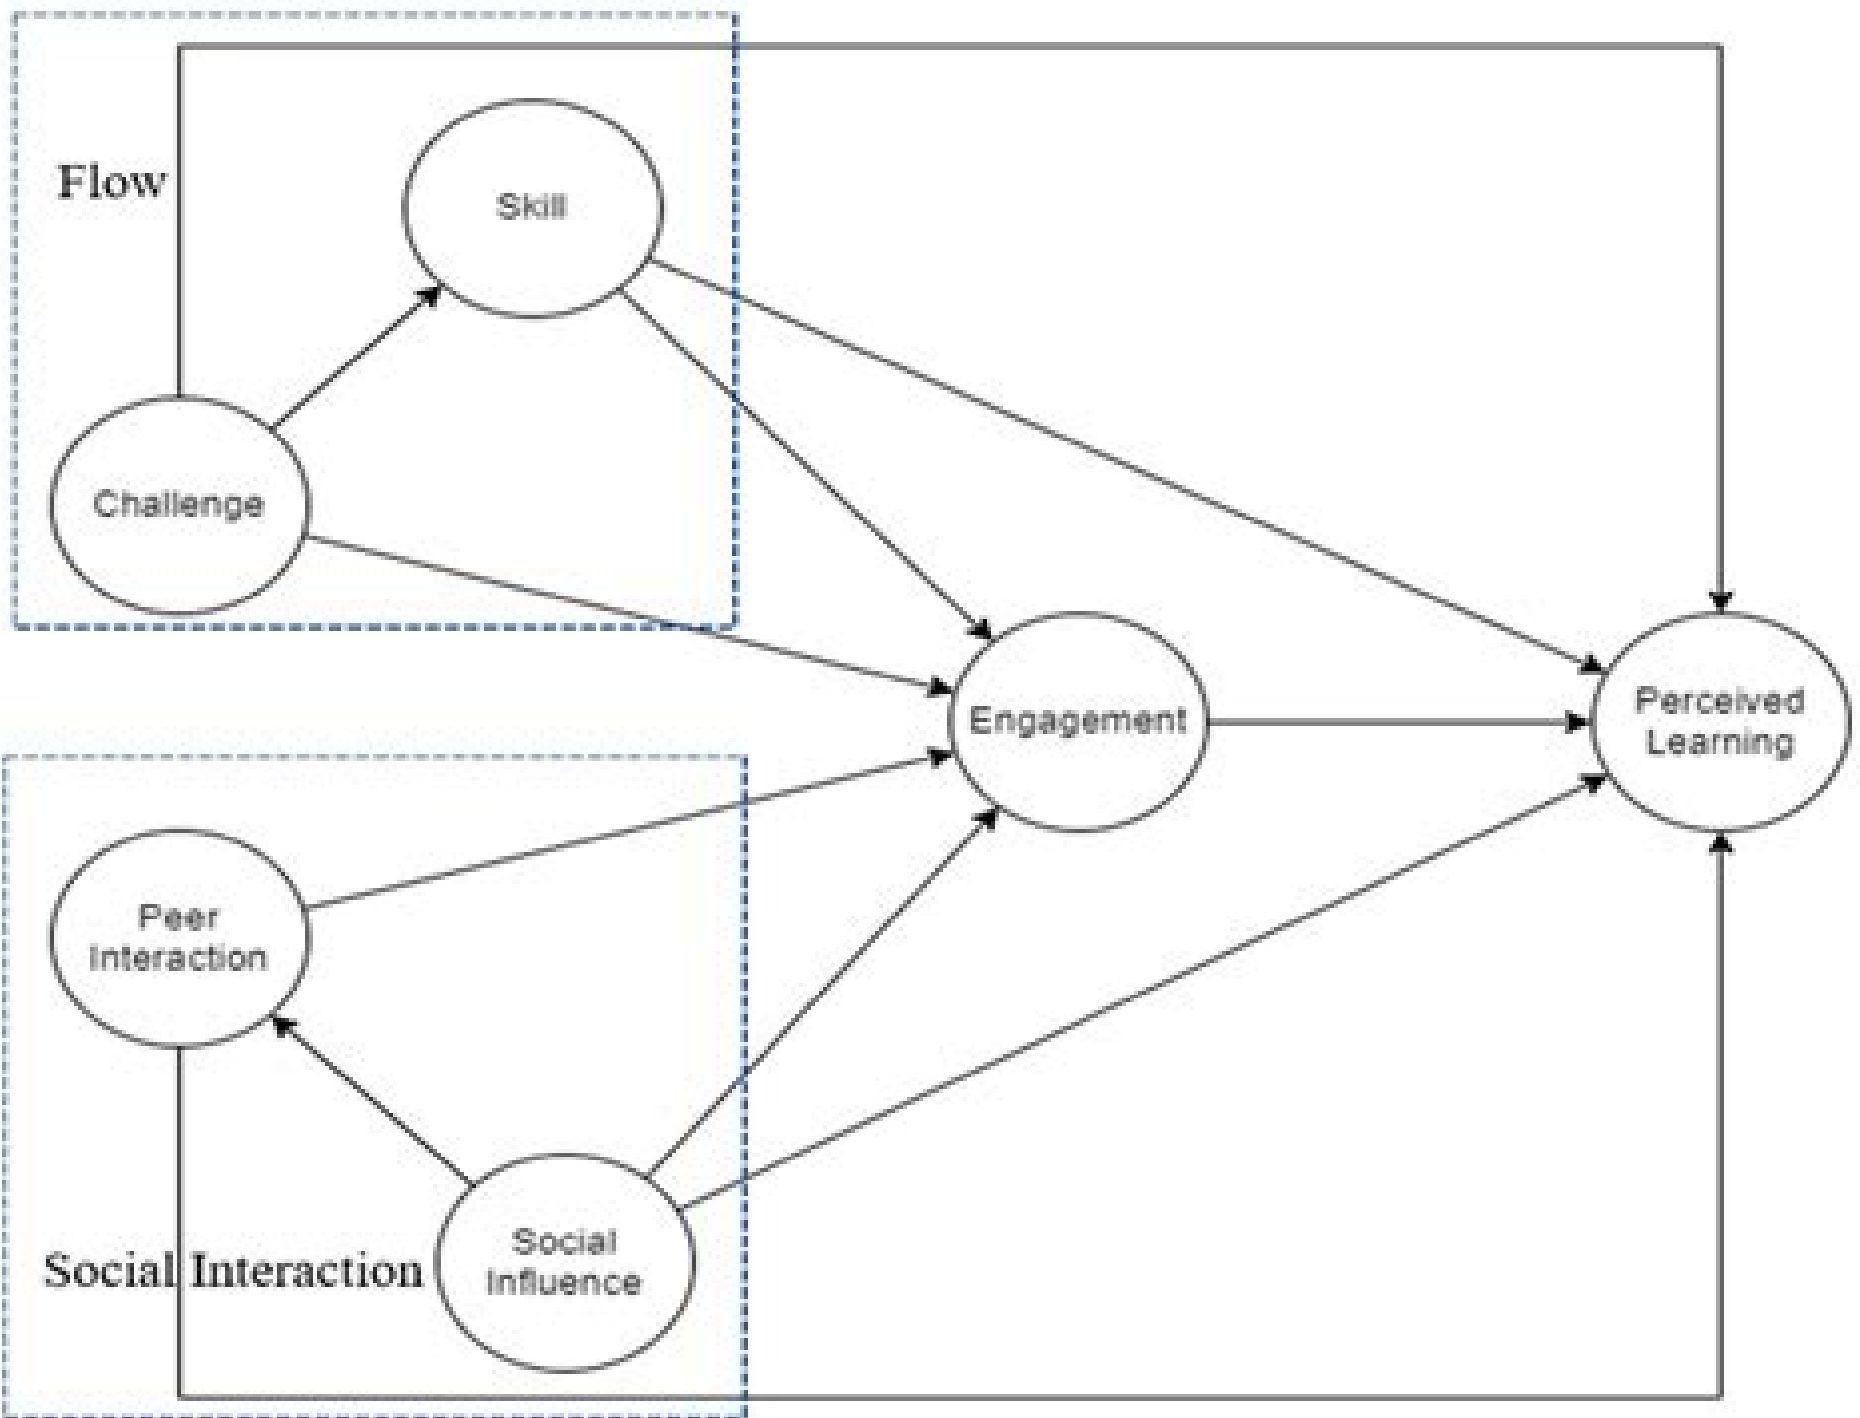 Flow
Skill
Challenge
Engagement
Perceived
Learning
Peer
Interaction
Social Interaction
Social
Influence